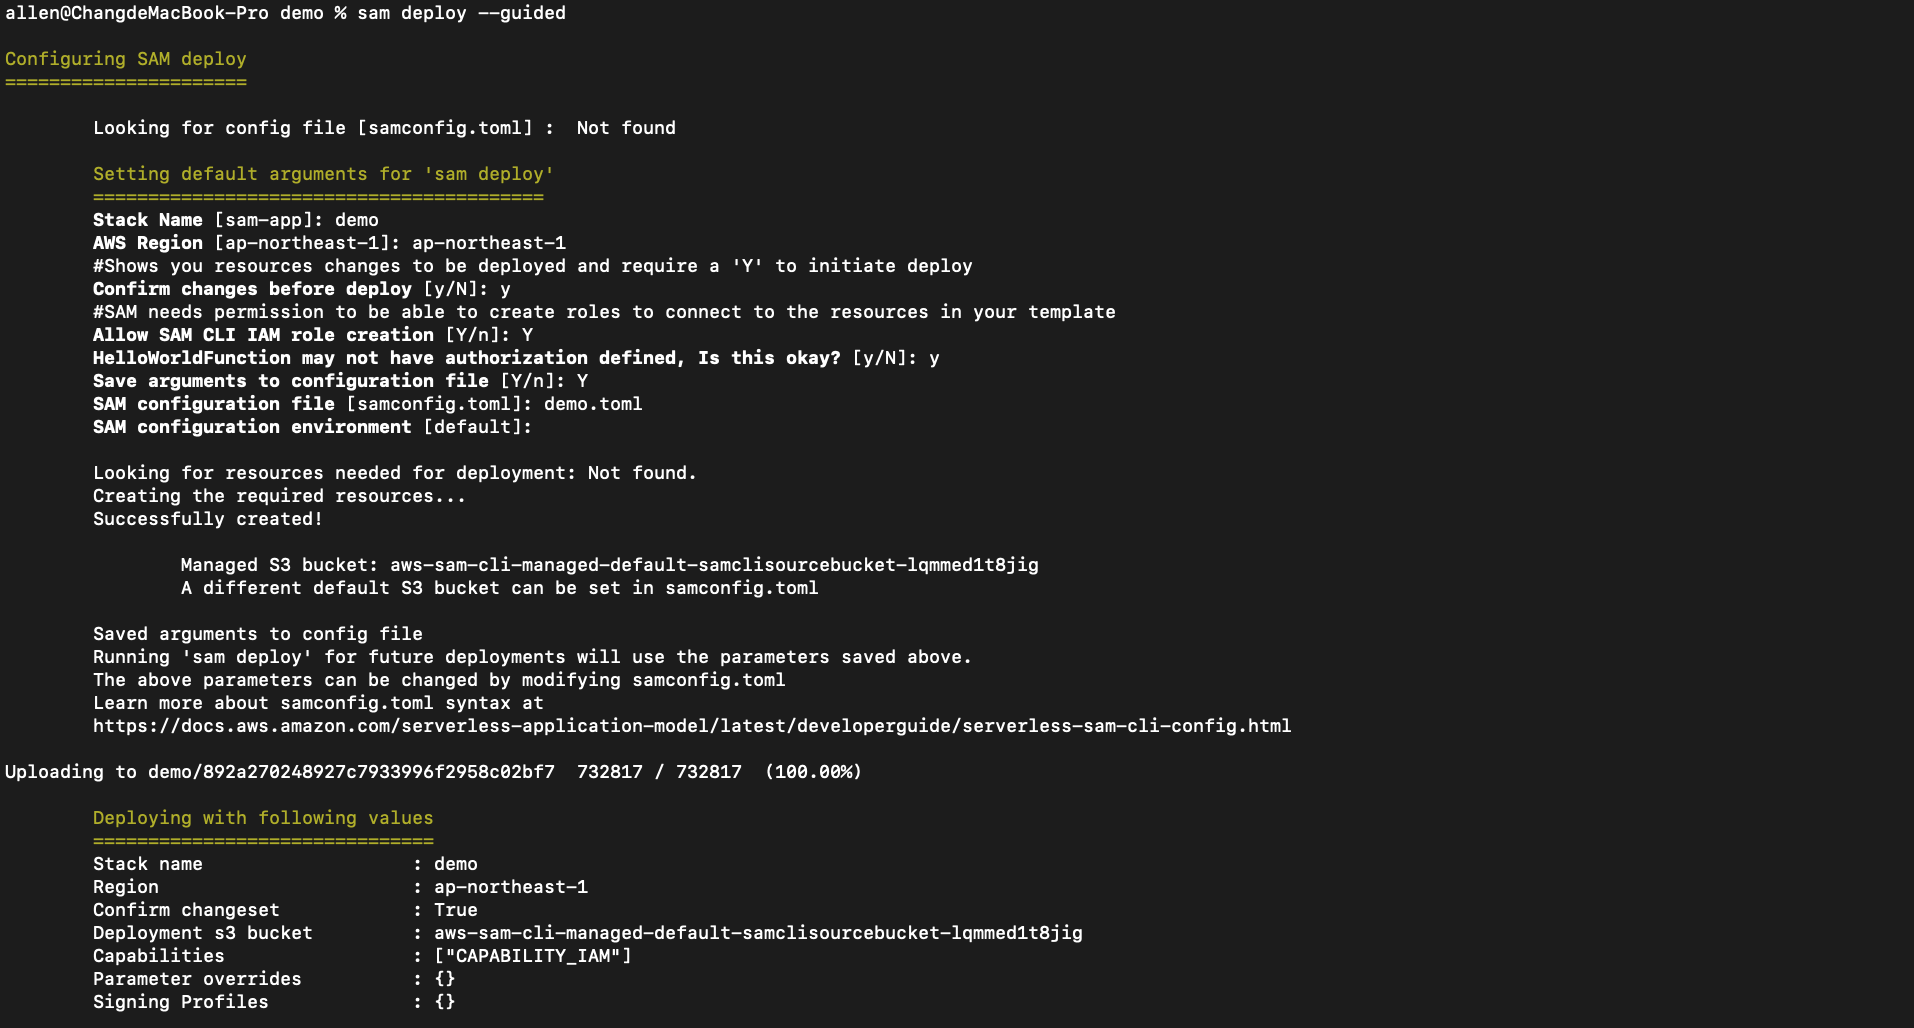 allen@ChangdeMacBook-Pro demo % sam deploy --guided
Configuring SAM deploy
======================
Looking for config file [samconfig.toml] :  Not found
Setting default arguments for 'sam deploy'
=========================================
Stack Name [sam-app]: demo
AWS Region [ap-northeast-1]: ap-northeast-1
#Shows you resources changes to be deployed and require a 'Y' to initiate deploy
Confirm changes before deploy [y/N]: y
#SAM needs permission to be able to create roles to connect to the resources in your template
Allow SAM CLI IAM role creation [Y/n]: Y
HelloWorldFunction may not have authorization defined, Is this okay? [y/N]: y
Save arguments to configuration file [Y/n]: Y
SAM configuration file [samconfig.toml]: demo.toml
SAM configuration environment [default]:
Looking for resources needed for deployment: Not found.
Creating the required resources...
Successfully created!
Managed S3 bucket: aws-sam-cli-managed-default-samclisourcebucket-lqmmed1t8jig
A different default S3 bucket can be set in samconfig.toml
Saved arguments to config file
Running 'sam deploy' for future deployments will use the parameters saved above.
The above parameters can be changed by modifying samconfig.toml
Learn more about samconfig.toml syntax at
https://docs.aws.amazon.com/serverless-application-model/latest/developerguide/serverless-sam-cli-config.html
Uploading to demo/892a270248927c7933996f2958c02bf7  732817 / 732817  (100.00%)
Deploying with following values
===============================
Stack name                   : demo
Region                       : ap-northeast-1
Confirm changeset            : True
Deployment s3 bucket         : aws-sam-cli-managed-default-samclisourcebucket-lqmmed1t8jig
Capabilities                 : ["CAPABILITY_IAM"]
Parameter overrides          : {}
Signing Profiles             : {}